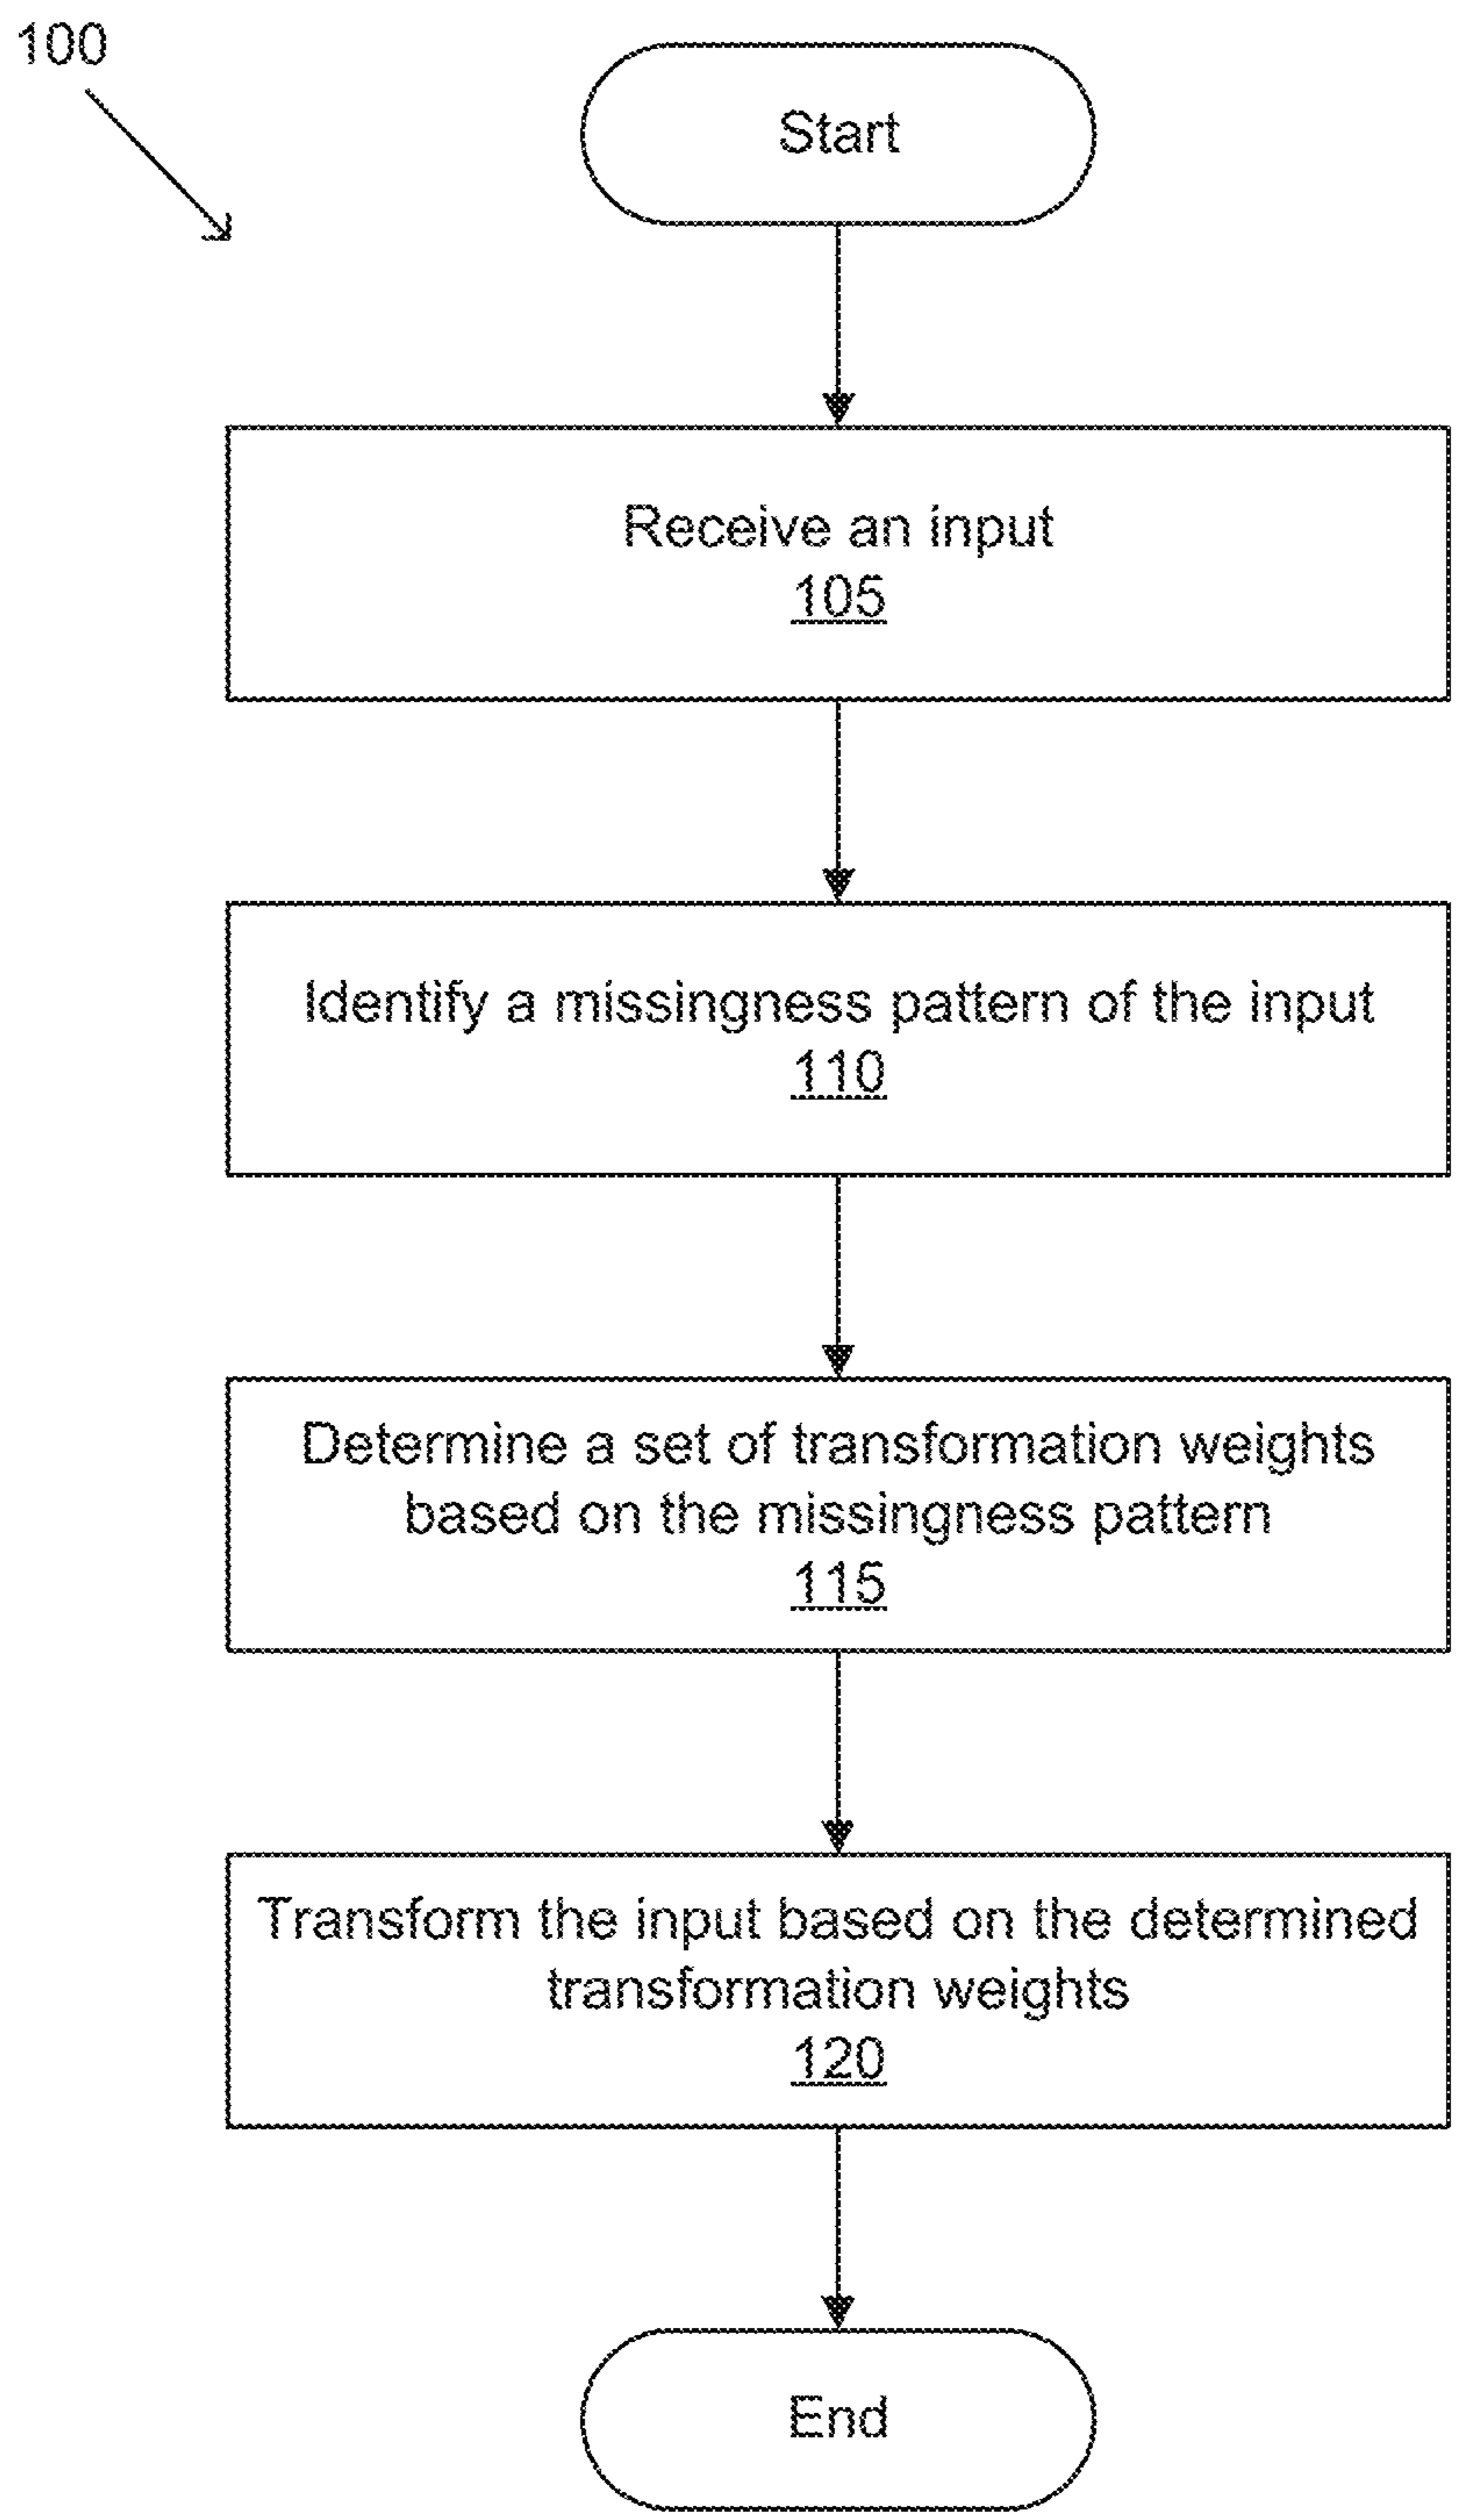 100
Start
Receive an input
105
Identify a missingness pattern of the input
110
Determine a set of transformation weights
based on the missingness pattern
115
Transform the input based on the determined
transformation weights
120
End